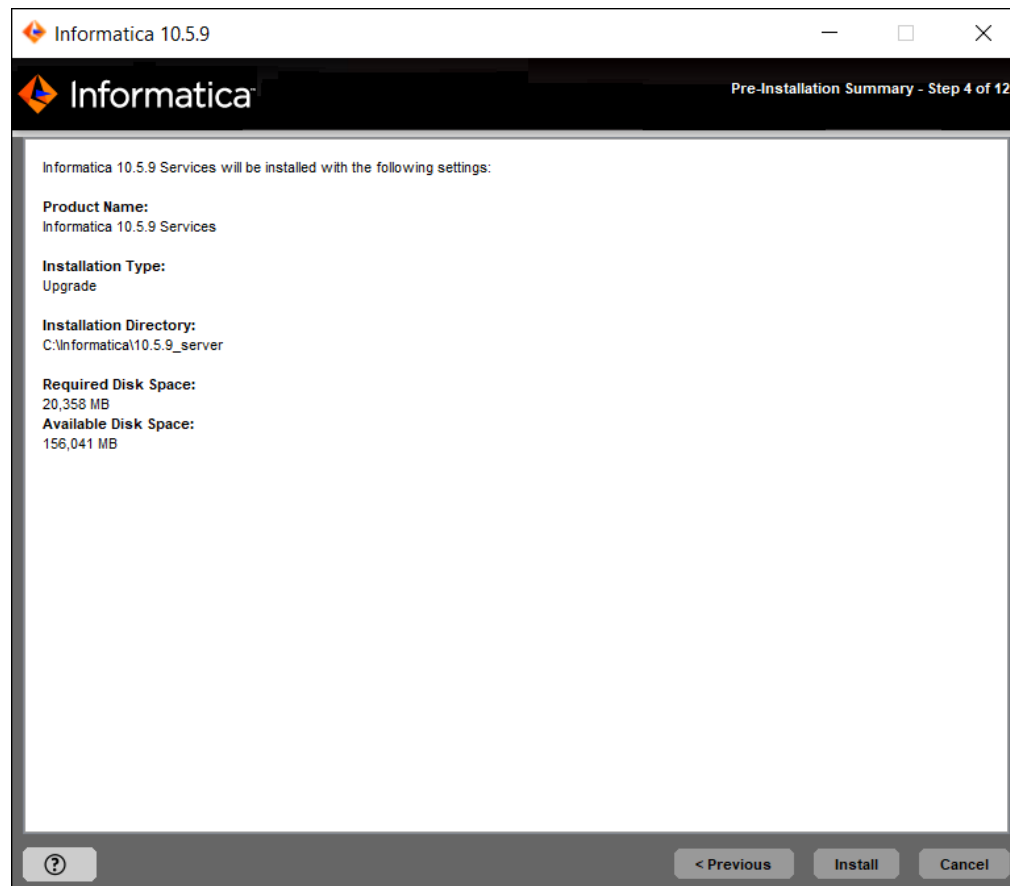 Informatica 10.5.9
Informatica
Pre-Installation Summary - Step 4 of 12
Informatica 10.5.9 Services will be installed with the following settings:
Product Name:
Informatica 10.5.9 Services
Installation Type:
Upgrade
Installation Directory:
C:\Informatica\10.5.9_server
Required Disk Space:
20,358 MB
Available Disk Space:
156,041 MB
?
< Previous
Install
Cancel